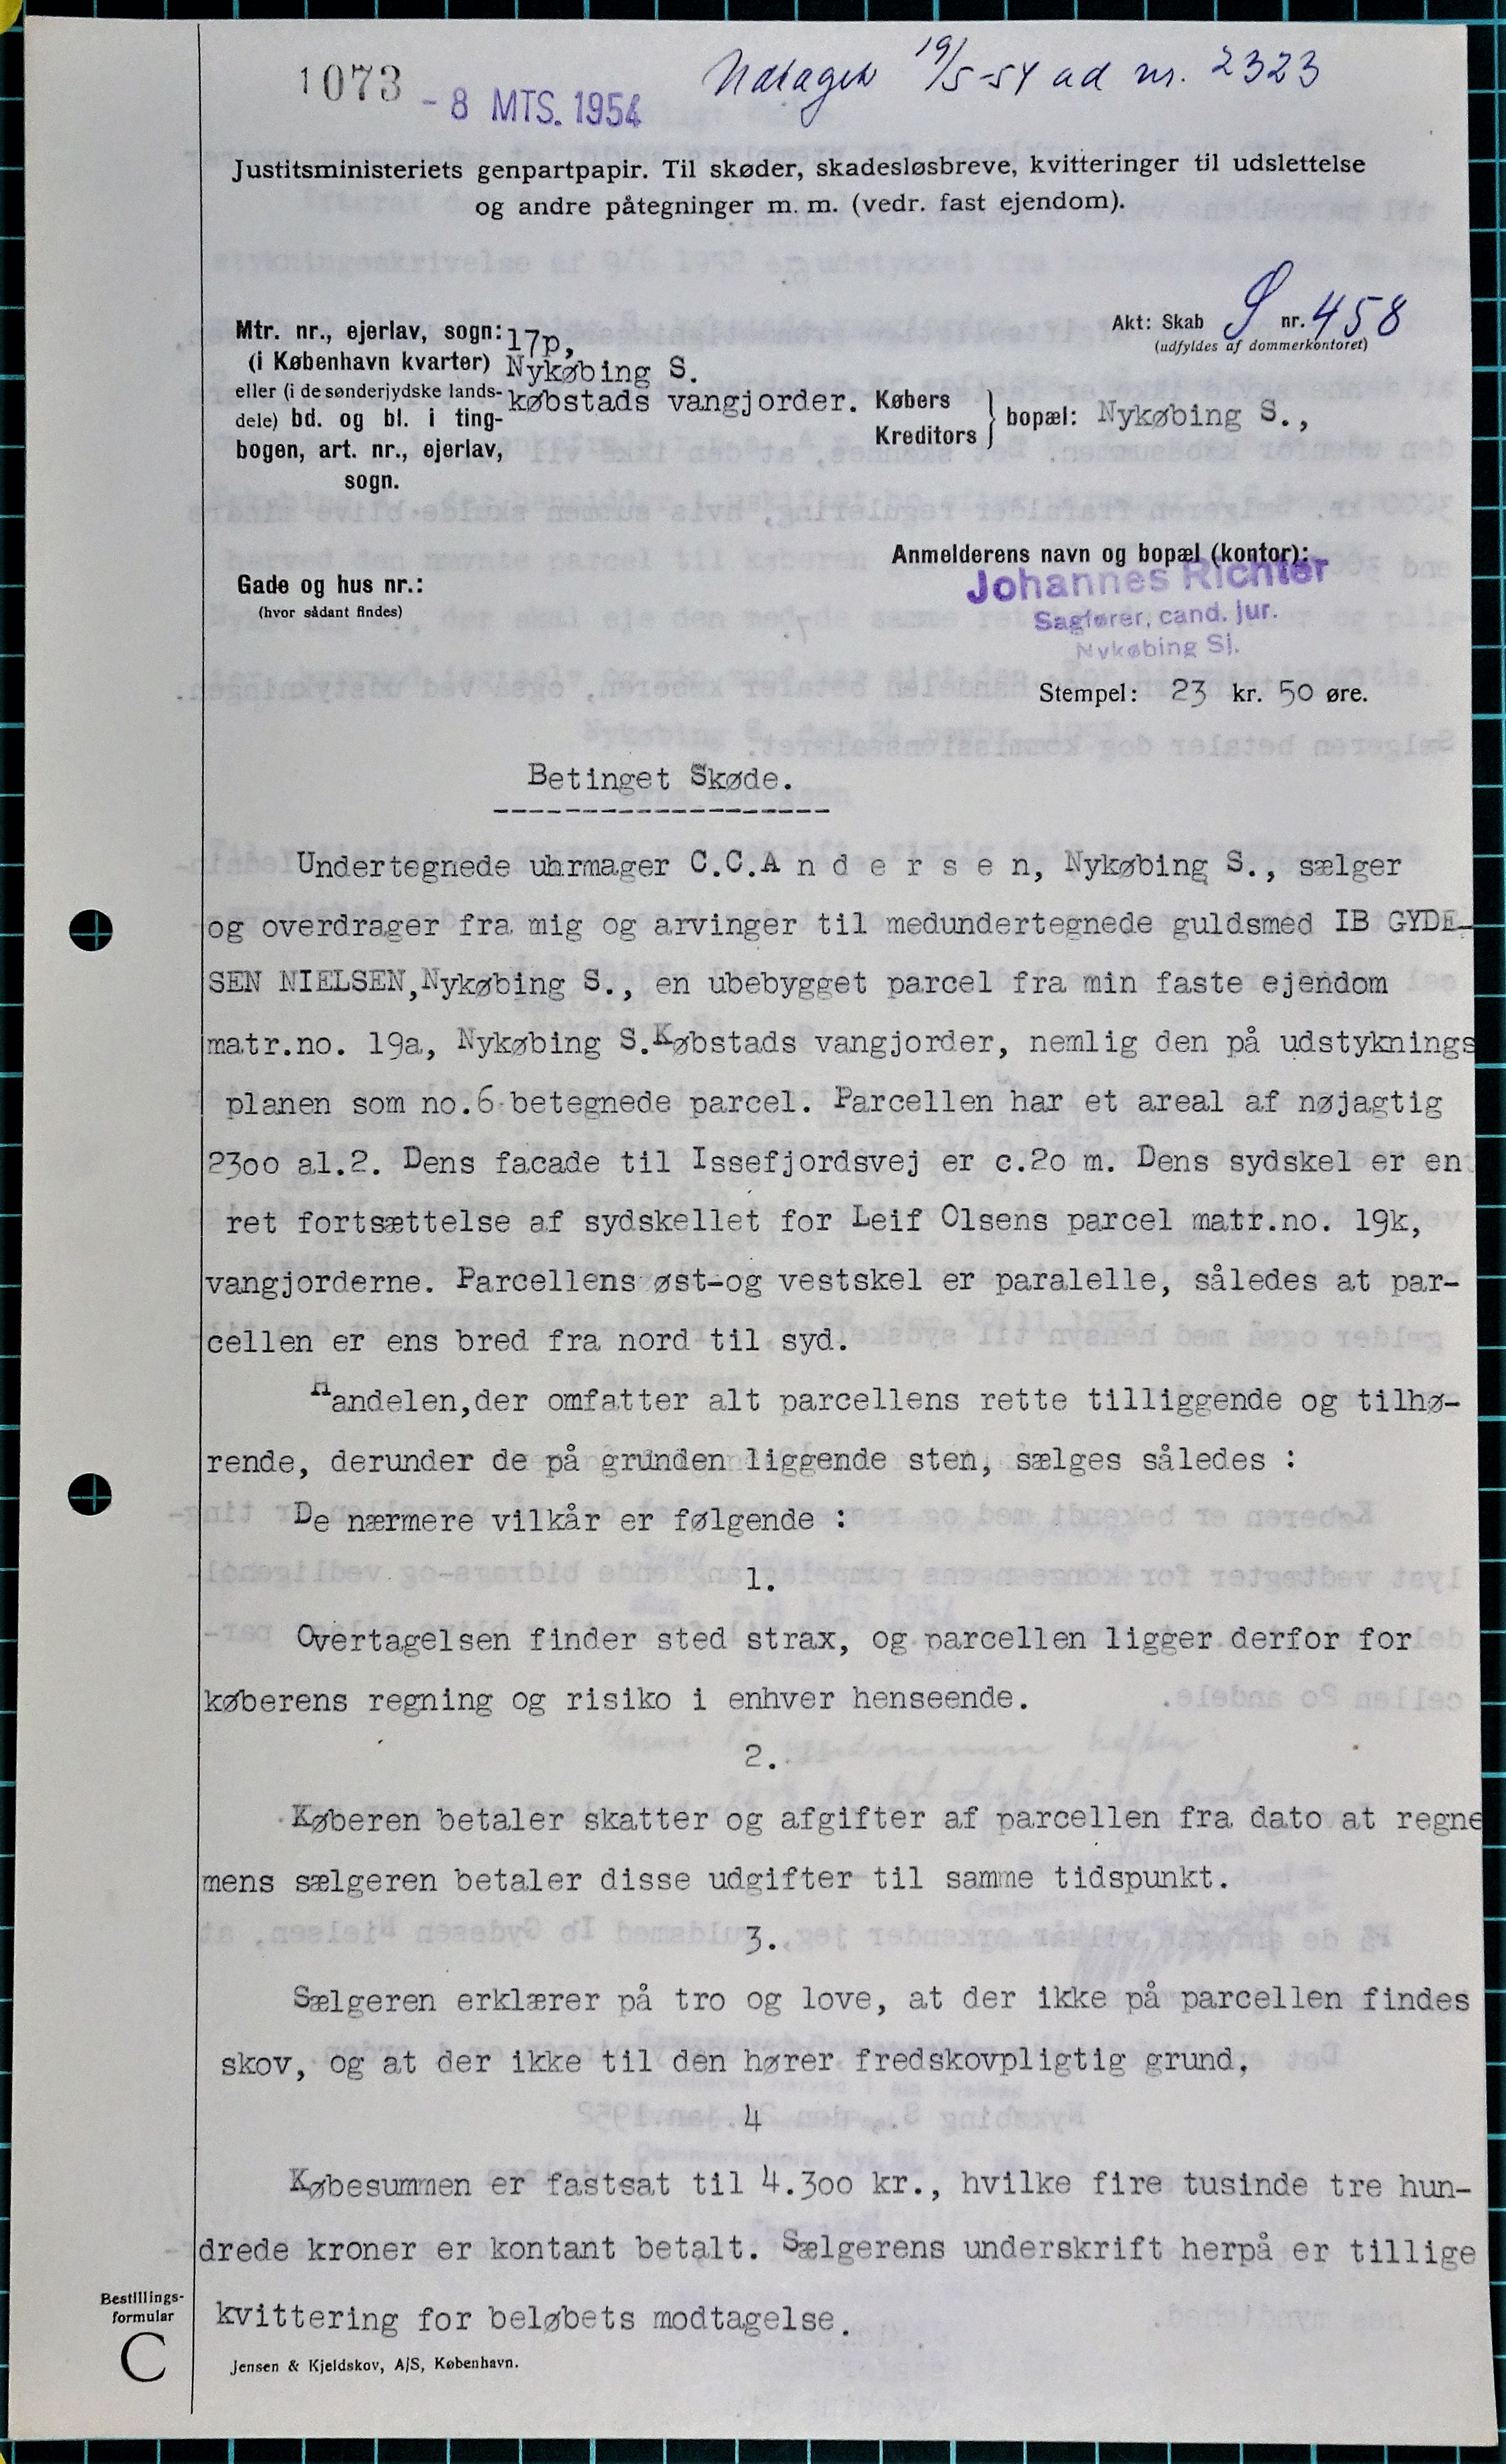 1073 - 8 MTS. 1954 Udtaget 19/5-54 ad nr. 2323
Justitsministeriets genpartpapir. Til skøder, skadesløsbreve, kvitteringer til udslettelse
og andre påtegninger m. m. (vedr. fast ejendom).
Akt: Skab S nr. 458
(udfyldes af dommerkontoret)
Mtr. nr., ejerlav, sogn: 17p,
(i København kvarter) Nykøbing S.
eller (i de sønderjydske lands- købstads vangjorder.
dele) bd. og bl. i ting-
bogen, art. nr., ejerlav,
sogn.
Købers
Kreditors } bopæl: Nykøbing S.,
Gade og hus nr.:
(hvor sådant findes)
Anmelderens navn og bopæl (kontor):
Johannes Richter
Sagfører, cand. jur.
Nykøbing Sj.
Stempel: 23 kr. 50 øre.
Betinget Skøde.
-------------------
Undertegnede uhrmager C.C.A n d e r s e n, Nykøbing S., sælger
og overdrager fra mig og arvinger til medundertegnede guldsmed IB GYDE-
SEN NIELSEN,Nykøbing S., en ubebygget parcel fra min faste ejendom
matr.no. 19a, Nykøbing S.Købstads vangjorder, nemlig den på udstyknings
planen som no.6 betegnede parcel. Parcellen har et areal af nøjagtig
2300 al.2. Dens facade til Issefjordsvej er c.20 m. Dens sydskel er en
ret fortsættelse af sydskellet for Leif Olsens parcel matr.no. 19k,
vangjorderne. Parcellens øst-og vestskel er paralelle, således at par-
cellen er ens bred fra nord til syd.
Handelen,der omfatter alt parcellens rette tilliggende og tilhø-
rende, derunder de på grunden liggende sten, sælges således :
De nærmere vilkår er følgende :
1.
Overtagelsen finder sted strax, og parcellen ligger derfor for
køberens regning og risiko i enhver henseende.
2.
Køberen betaler skatter og afgifter af parcellen fra dato at regne
mens sælgeren betaler disse udgifter til samme tidspunkt.
3.
Sælgeren erklærer på tro og love, at der ikke på parcellen findes
skov, og at der ikke til den hører fredskovpligtig grund.
4
Købesummen er fastsat til 4.300 kr., hvilke fire tusinde tre hun-
drede kroner er kontant betalt. Sælgerens underskrift herpå er tillige
kvittering for beløbets modtagelse.
Bestillings-
formular
C
Jensen & Kjeldskov, A/S, København.